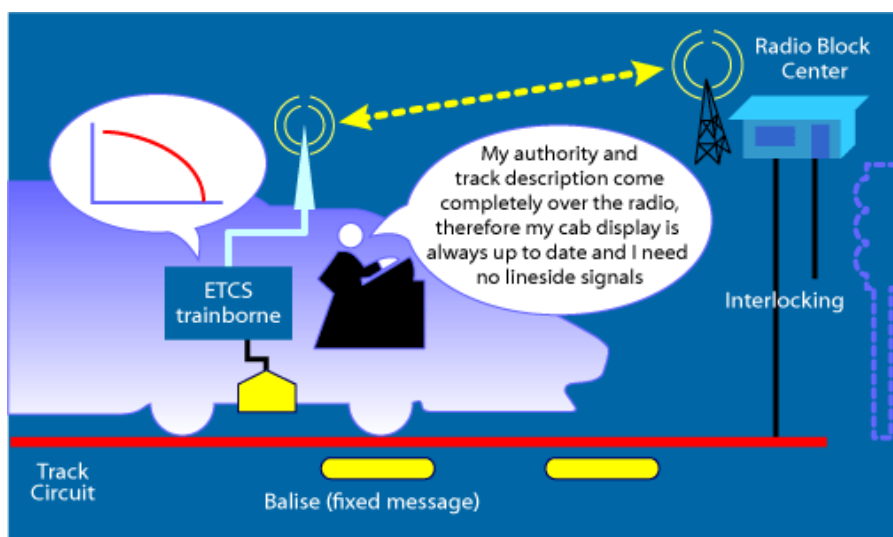 Radio Block
Center
My authority and
track description come
completely over the radio,
therefore my cab display is
always up to date and I need
no lineside signals
ETCS
trainborne
Interlocking
Track
Circuit
Balise (fixed message)